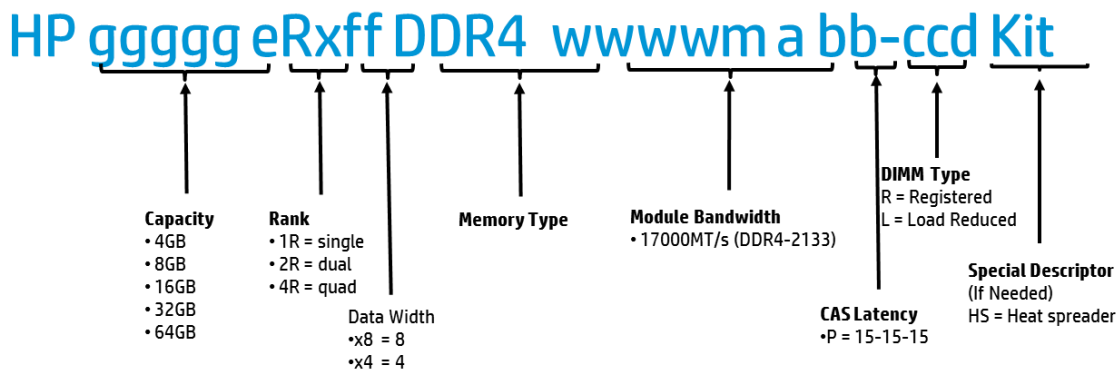 HP ggggg eRxff DDR4 wwwwm a bb-ccd Kit
Capacity
• 4GB
• 8GB
• 16GB
• 32GB
• 64GB
Rank
• 1R = single
• 2R = dual
• 4R = quad
Data Width
•x8 = 8
•x4 = 4
Memory Type
Module Bandwidth
• 17000MT/s (DDR4-2133)
CAS Latency
•P = 15-15-15
DIMM Type
R = Registered
L = Load Reduced
Special Descriptor
(If Needed)
HS = Heat spreader